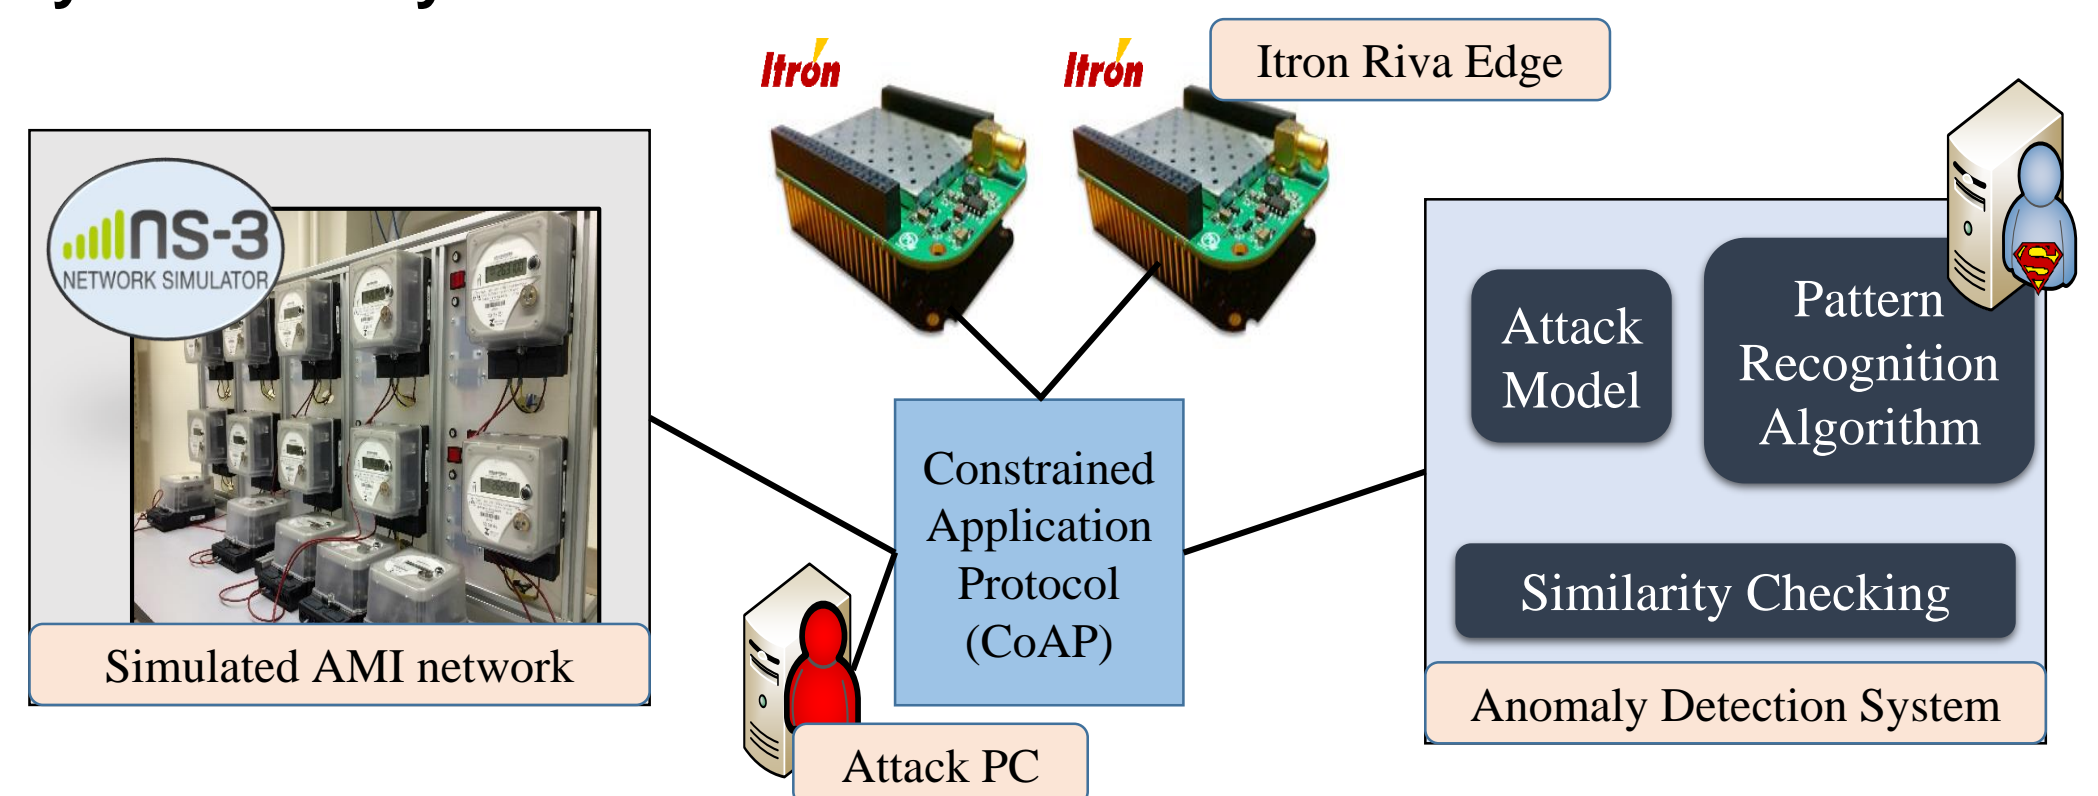 Itron
Itron
Itron Riva Edge
ns-3
NETWORK SIMULATOR
Simulated AMI network
Constrained
Application
Protocol
(CoAP)
Attack PC
Attack
Model
Pattern
Recognition
Algorithm
Similarity Checking
Anomaly Detection System